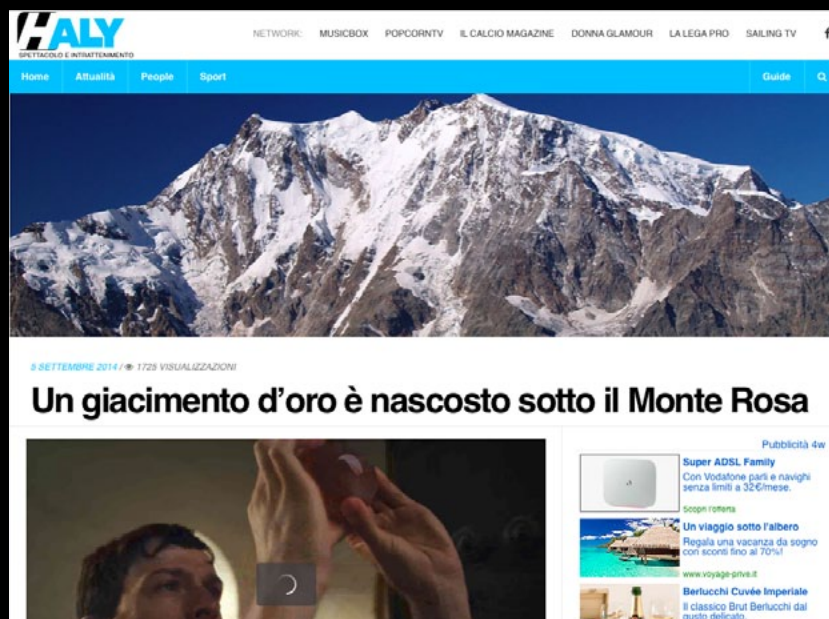 HALY
SPETTACOLO E INTRATTENIMENTO
NETWORK: MUSICBOX POPCORNTV IL CALCIO MAGAZINE DONNA GLAMOUR LA LEGA PRO SAILING TV f
Home Attualità People Sport Guide
5 SETTEMBRE 2014 / 1725 VISUALIZZAZIONI
Un giacimento d'oro è nascosto sotto il Monte Rosa
Pubblicità 4w
Super ADSL Family
Con Vodafone parli e navighi
senza limiti a 32€/mese.
Scopri l'offerta
Un viaggio sotto l'albero
Regala una vacanza da sogno
con sconti fino al 70%!
www.voyage-prive.it
Berlucchi Cuvée Imperiale
Il classico Brut Berlucchi dal
gusto delicato.